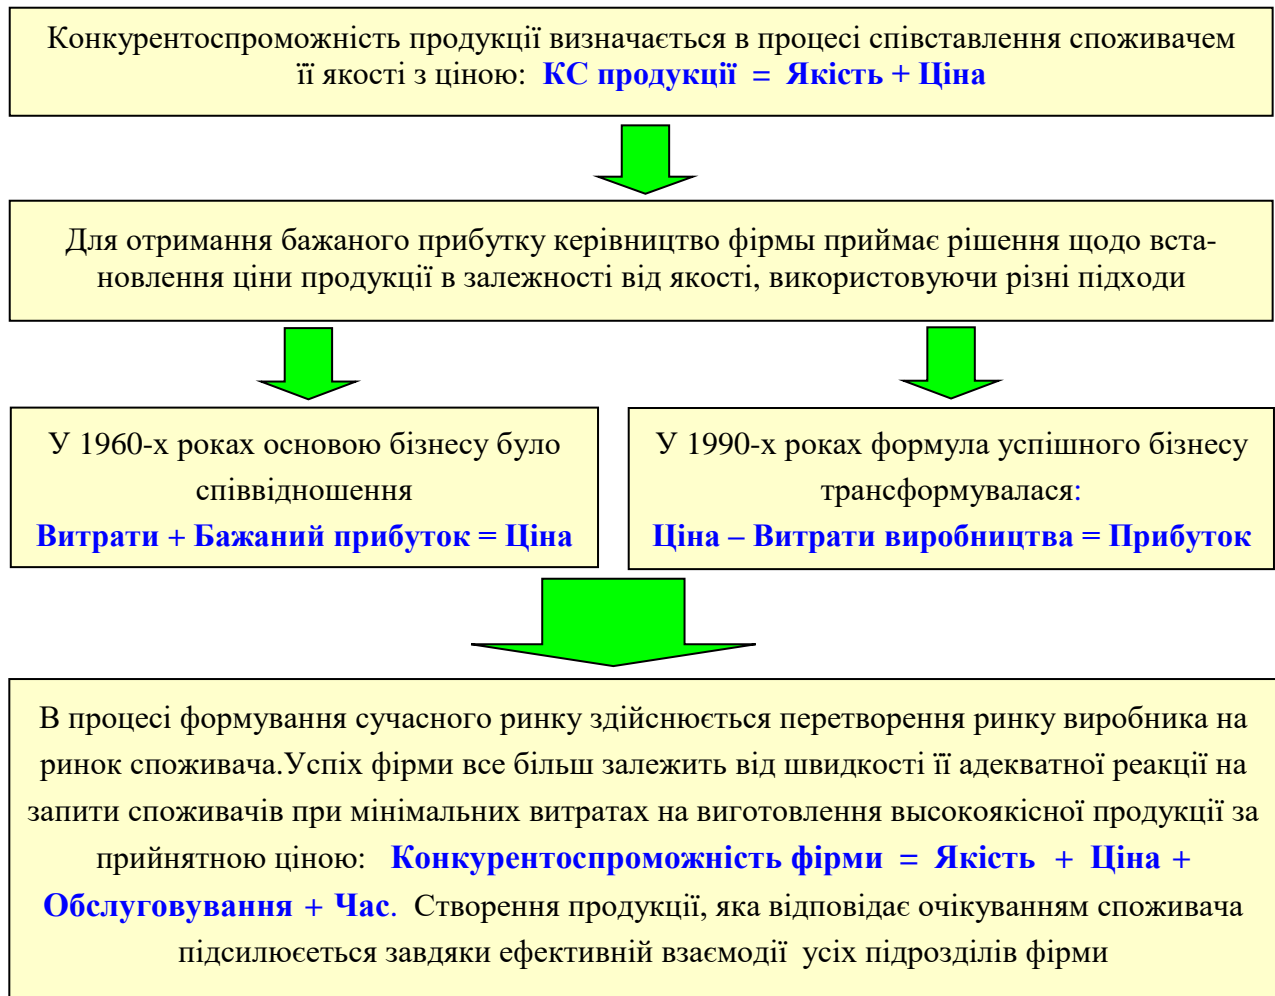 Конкурентоспроможність продукції визначається в процесі співставлення споживачем
її якості з ціною: КС продукції = Якість + Ціна
Для отримання бажаного прибутку керівництво фірмы приймає рішення щодо вста-
новлення ціни продукції в залежності від якості, використовуючи різні підходи
У 1960-х роках основою бізнесу було
співвідношення
Витрати + Бажаний прибуток = Ціна
У 1990-х роках формула успішного бізнесу
трансформувалася:
Ціна – Витрати виробництва = Прибуток
В процесі формування сучасного ринку здійснюється перетворення ринку виробника на
ринок споживача.Успіх фірми все більш залежить від швидкості її адекватної реакції на
запити споживачів при мінімальних витратах на виготовлення высокоякісної продукції за
прийнятною ціною: Конкурентоспроможність фірми = Якість + Ціна +
Обслуговування + Час. Створення продукції, яка відповідає очікуванням споживача
підсилюєеться завдяки ефективній взаємодії усіх підрозділів фірми